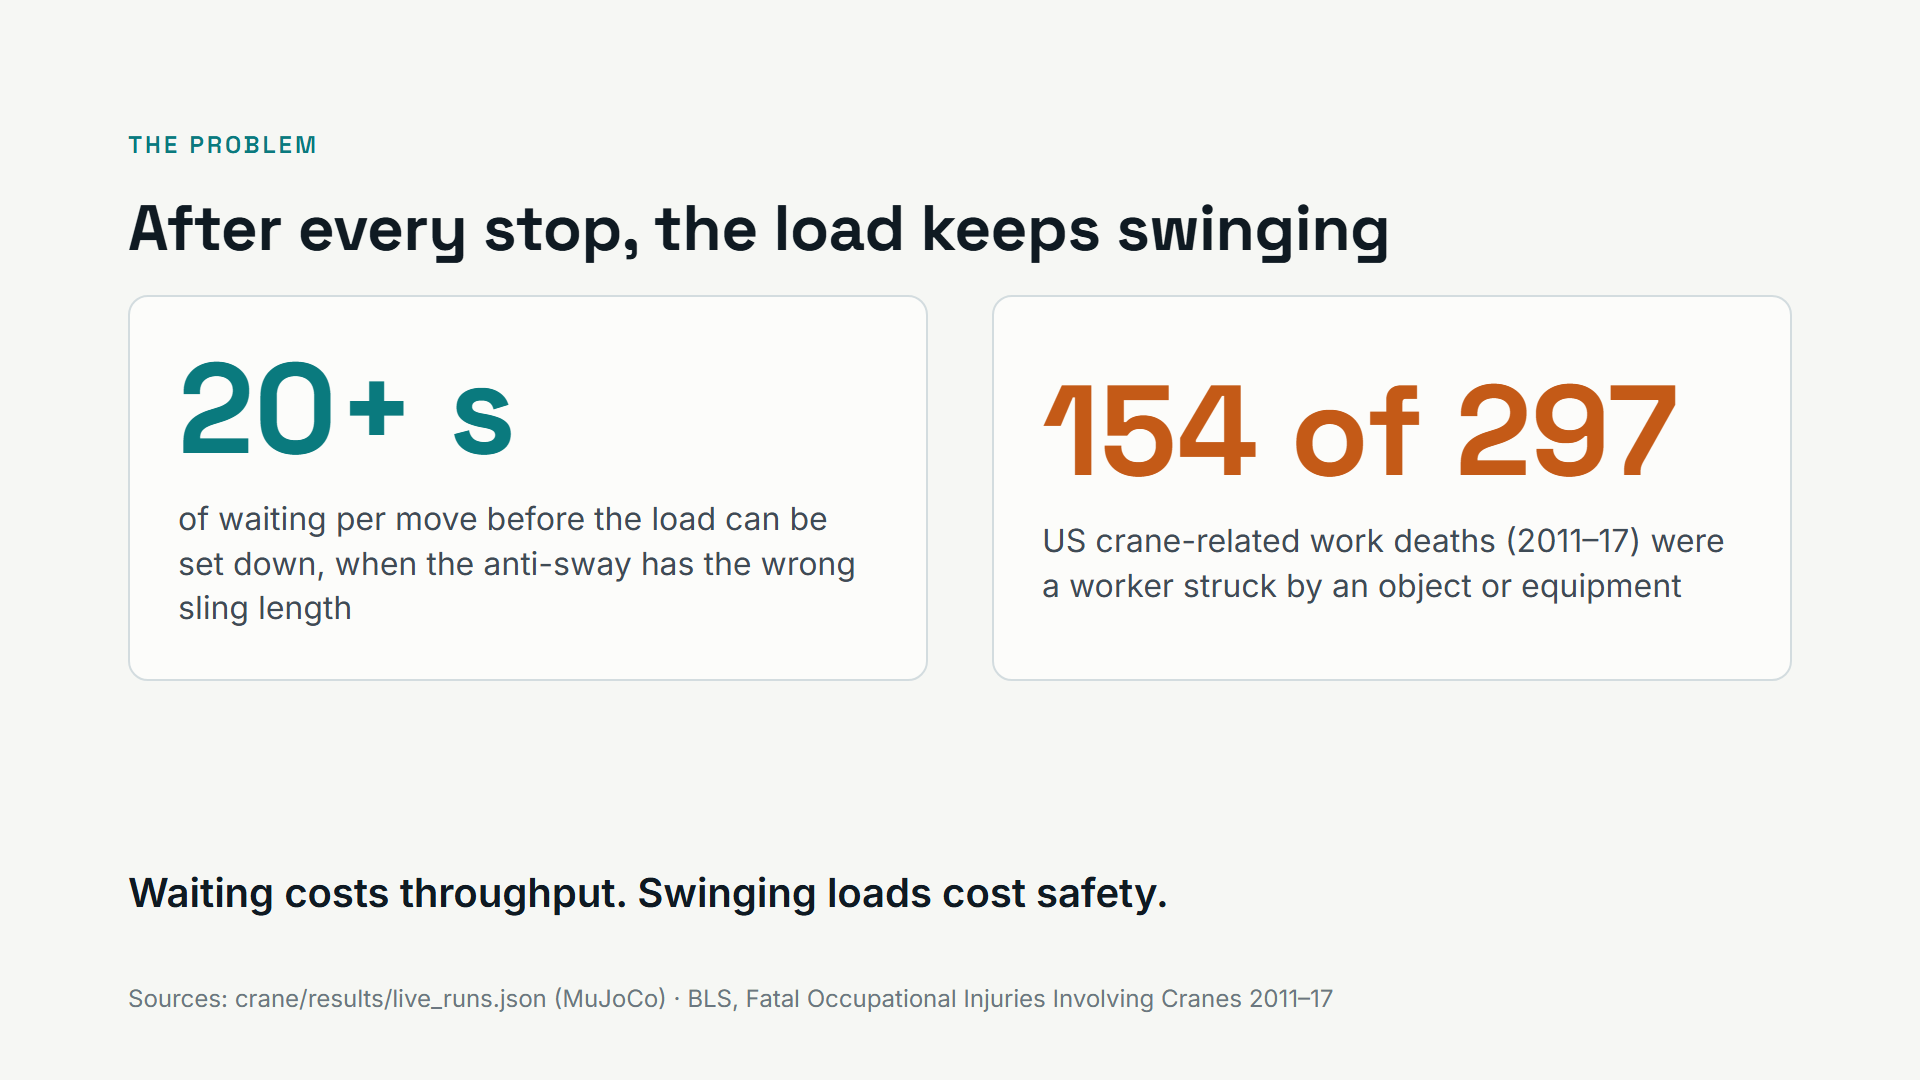 THE PROBLEM
After every stop, the load keeps swinging
20+ s
of waiting per move before the load can be
set down, when the anti-sway has the wrong
sling length
154 of 297
US crane-related work deaths (2011–17) were
a worker struck by an object or equipment
Waiting costs throughput. Swinging loads cost safety.
Sources: crane/results/live_runs.json (MuJoCo) · BLS, Fatal Occupational Injuries Involving Cranes 2011–17